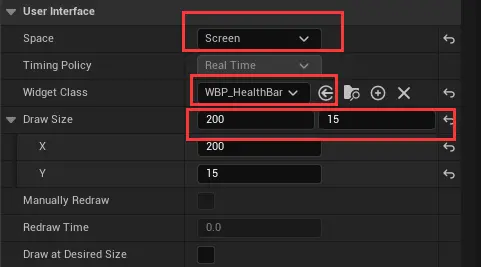 User Interface
Space Screen
Timing Policy Real Time
Widget Class WBP_HealthBar
Draw Size 200 15
X 200
Y 15
Manually Redraw
Redraw Time 0.0
Draw at Desired Size